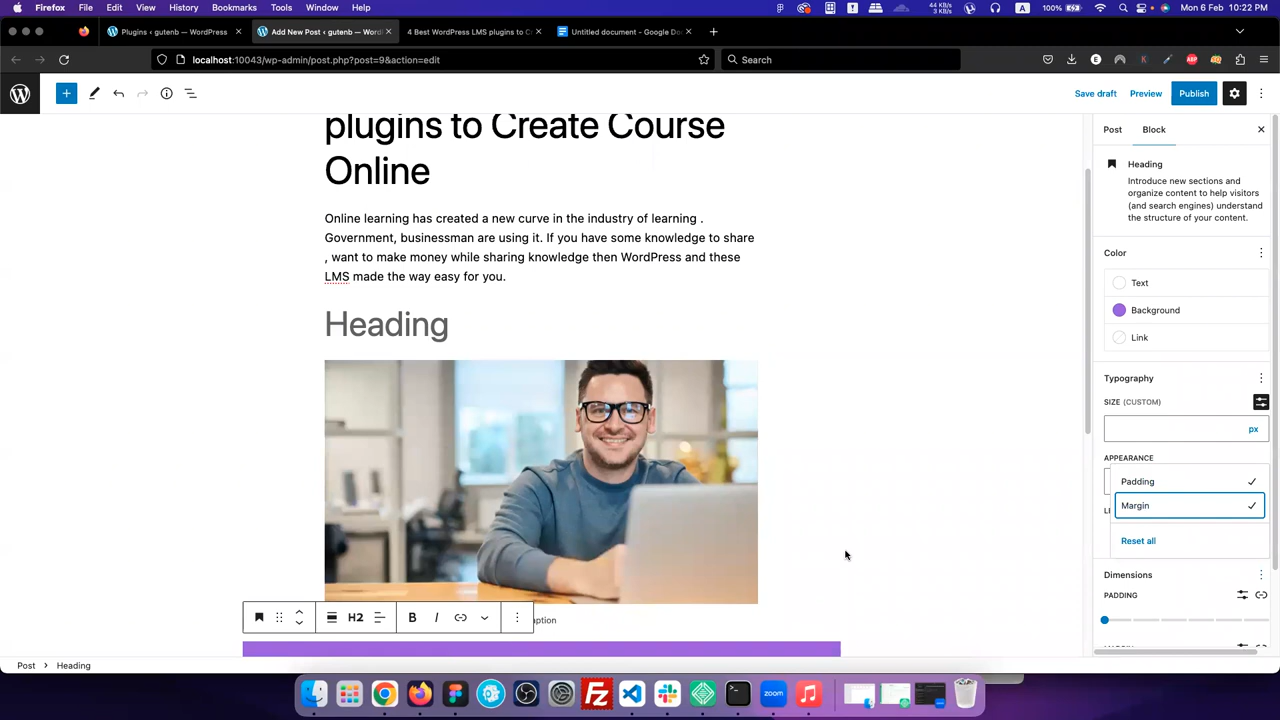 Firefox File Edit View History Bookmarks Tools Window Help
44 KB/s
4 KB/s
A
100%
Mon 6 Feb 10:22 PM
Plugins ‹ gutenb — WordPress
Add New Post ‹ gutenb — Word
4 Best WordPress LMS plugins to C
Untitled document - Google Do
localhost:10043/wp-admin/post.php?post=9&action=edit
Search
Save draft
Preview
Publish
plugins to Create Course
Online
Online learning has created a new curve in the industry of learning .
Government, businessman are using it. If you have some knowledge to share
, want to make money while sharing knowledge then WordPress and these
LMS made the way easy for you.
Heading
ption
H2
B
I
Post
Block
Heading
Introduce new sections and
organize content to help visitors
(and search engines) understand
the structure of your content.
Color
Text
Background
Link
Typography
SIZE (CUSTOM)
px
APPEARANCE
Padding
Margin
Reset all
Dimensions
PADDING
Post
Heading
zoom